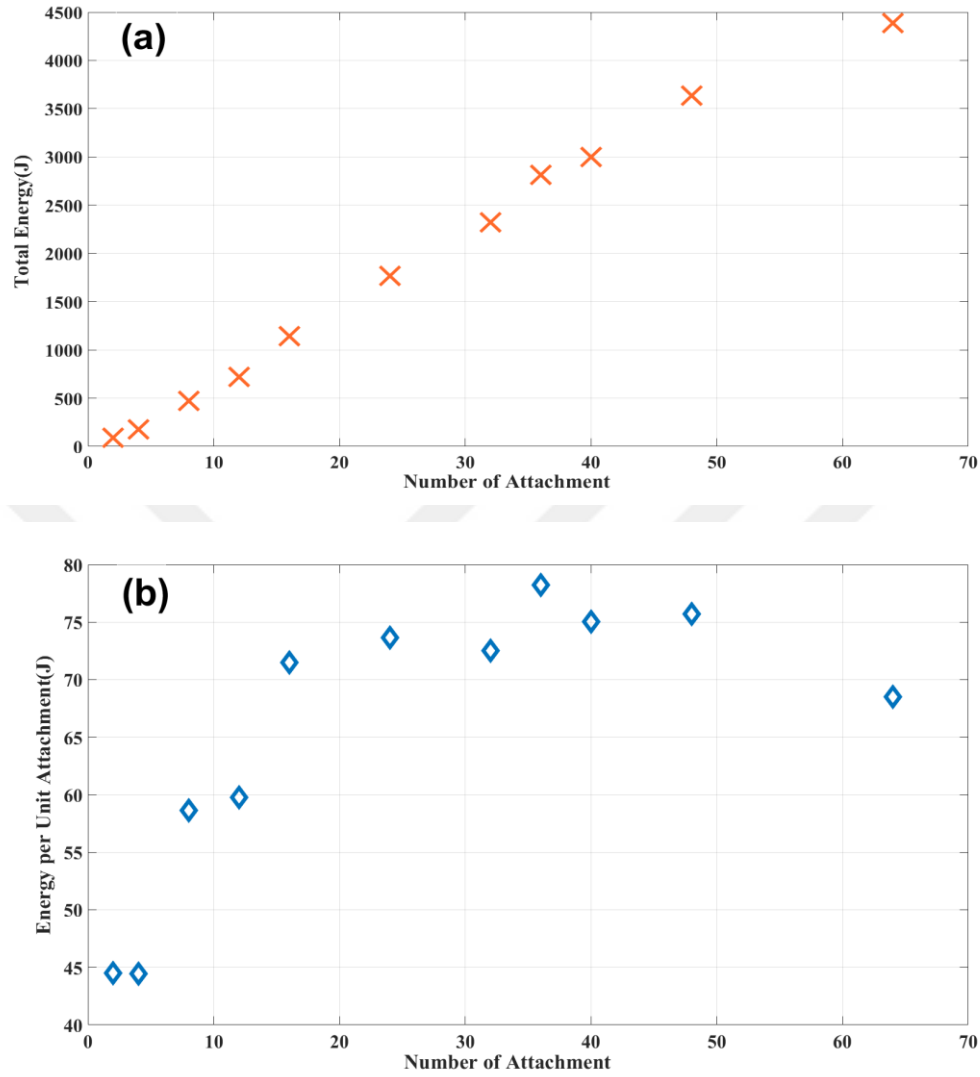 (a)
Total Energy(J)
4500
4000
3500
3000
2500
2000
1500
1000
500
0
0 10 20 30 40 50 60 70
Number of Attachment
(b)
Energy per Unit Attachment(J)
80
75
70
65
60
55
50
45
40
0 10 20 30 40 50 60 70
Number of Attachment